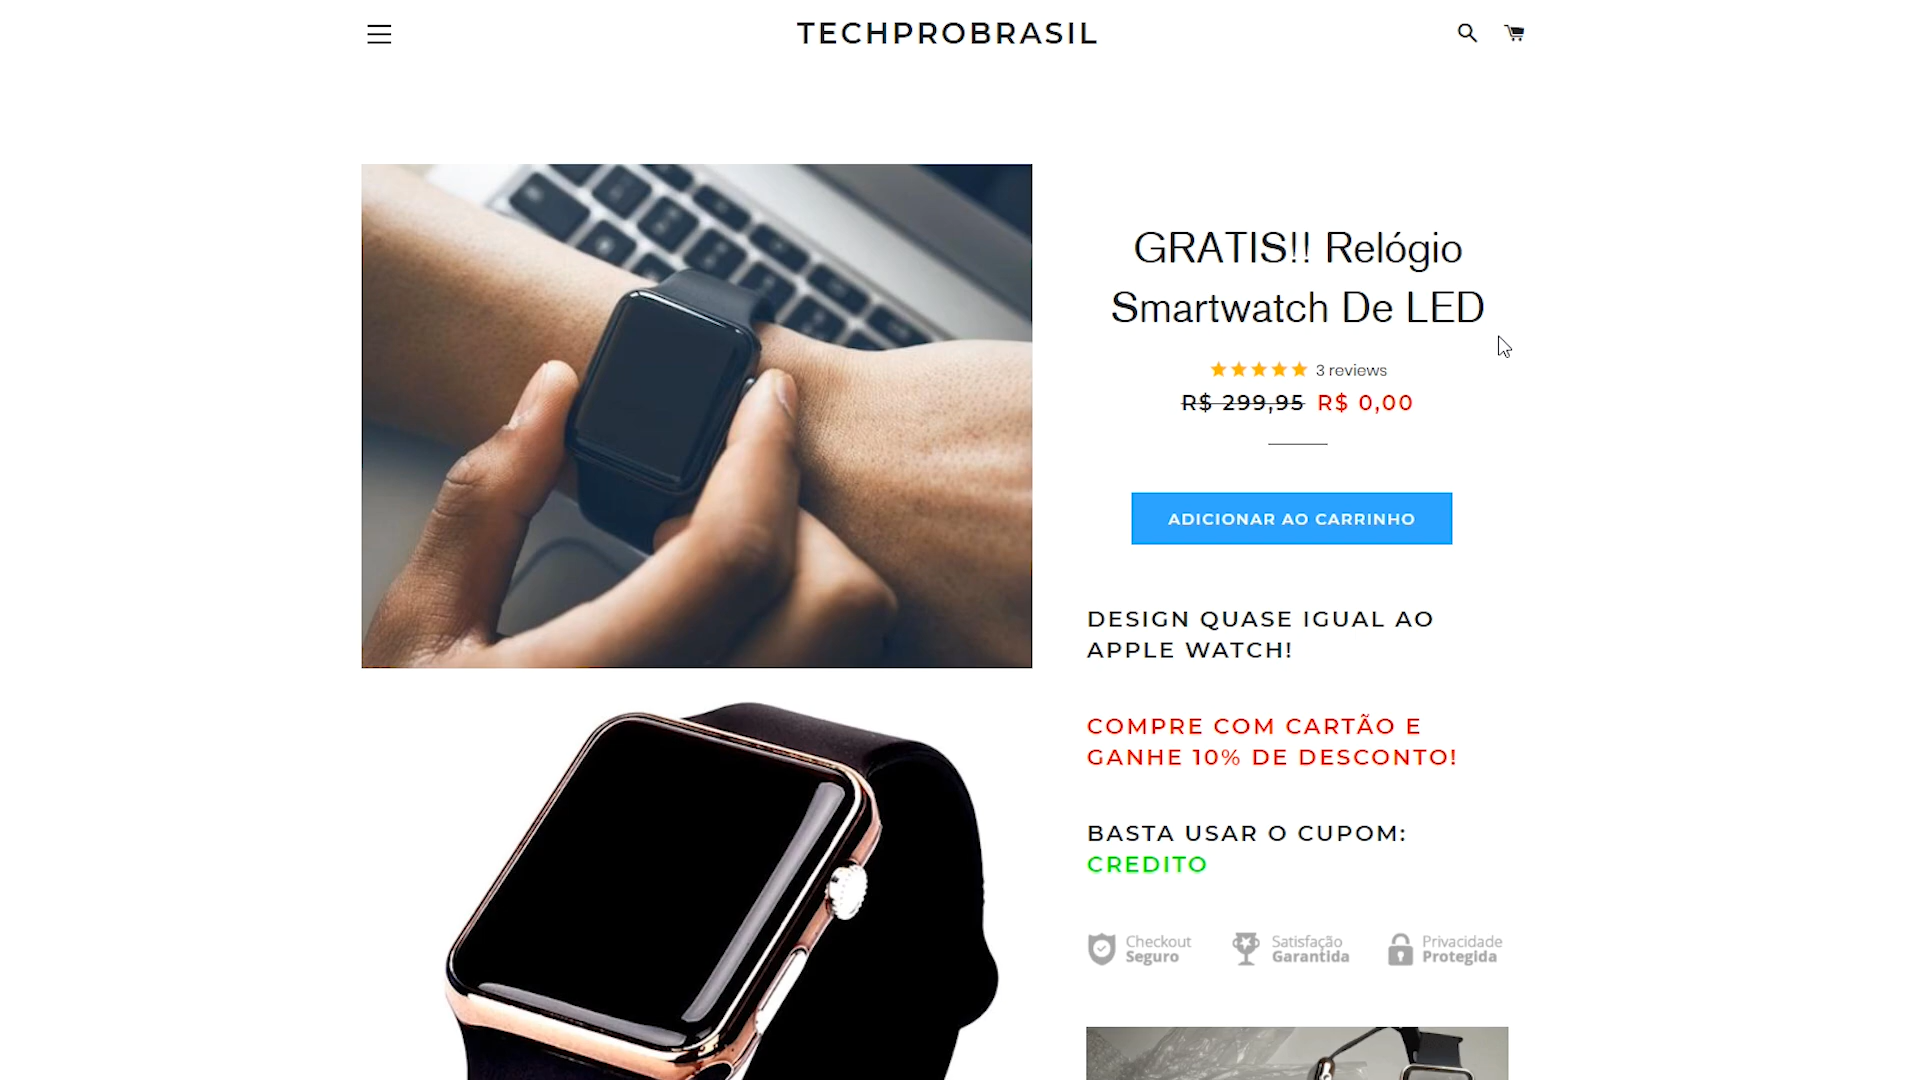 TECHPROBRASIL
GRATIS!! Relógio
Smartwatch De LED
3 reviews
R$ 299,95 R$ 0,00
ADICIONAR AO CARRINHO
DESIGN QUASE IGUAL AO
APPLE WATCH!
COMPRE COM CARTÃO E
GANHE 10% DE DESCONTO!
BASTA USAR O CUPOM:
CREDITO
Checkout
Seguro
Satisfação
Garantida
Privacidade
Protegida